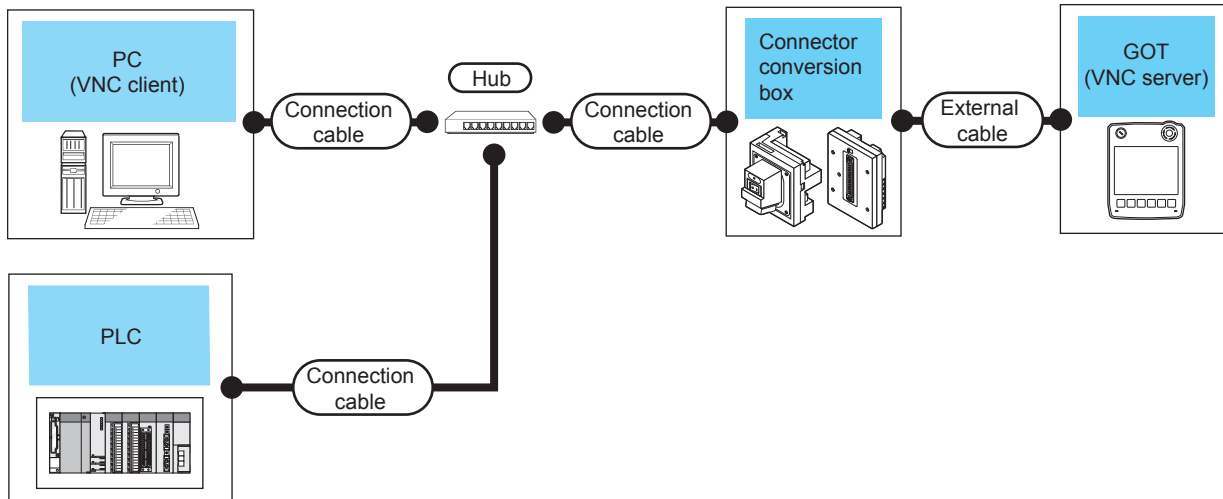 PC
(VNC client)
Connection
cable
Hub
Connection
cable
Connector
conversion
box
External
cable
GOT
(VNC server)
PLC
Connection
cable